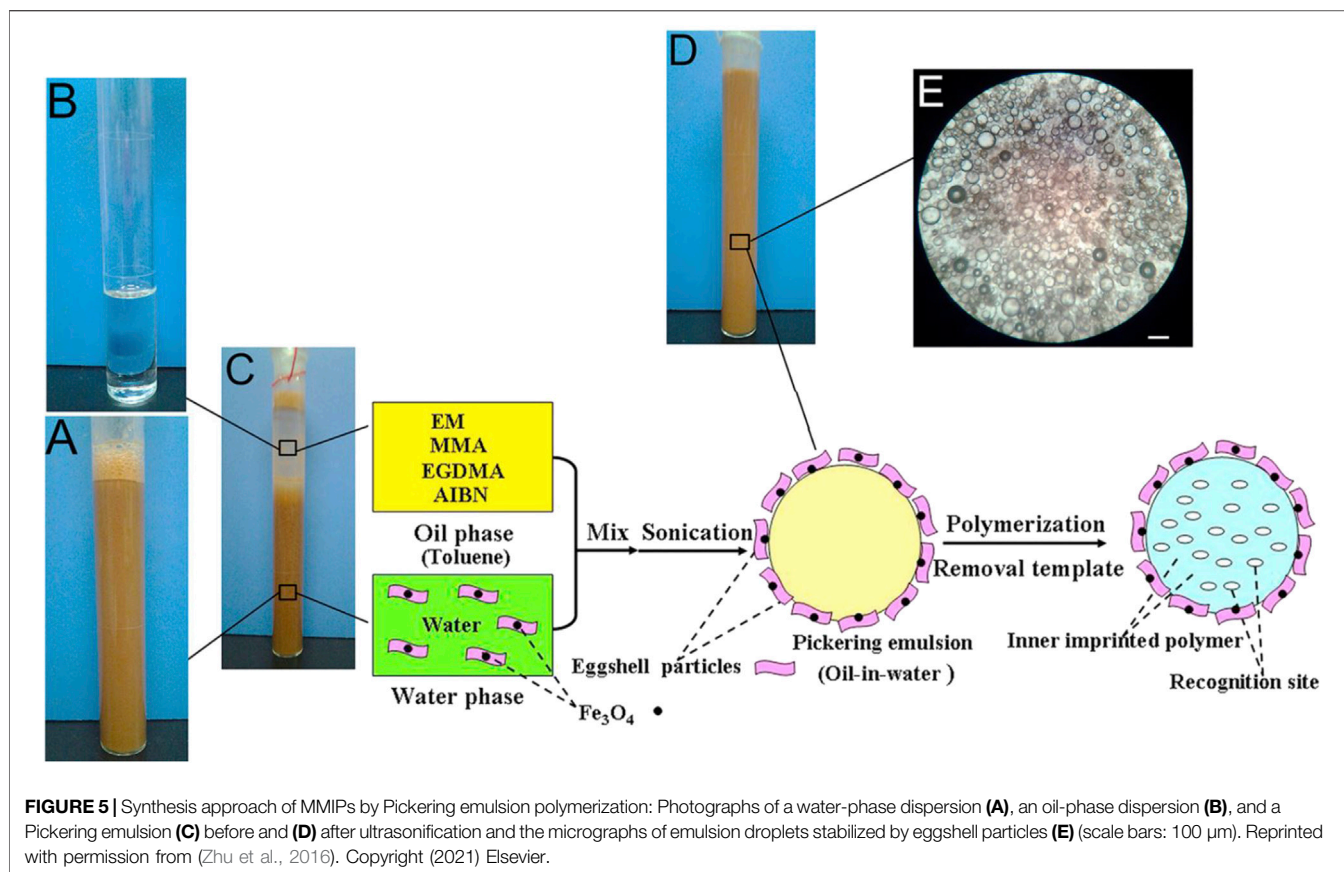 B
A
C
D
E
EM
MMA
EGDMA
AIBN
Oil phase
(Toluene)
Water
Water phase
Mix
Sonication
Eggshell particles
Fe₃O₄
Pickering emulsion
(Oil-in-water )
Polymerization
Removal template
Inner imprinted polymer
Recognition site
FIGURE 5 | Synthesis approach of MMIPs by Pickering emulsion polymerization: Photographs of a water-phase dispersion (A), an oil-phase dispersion (B), and a
Pickering emulsion (C) before and (D) after ultrasonification and the micrographs of emulsion droplets stabilized by eggshell particles (E) (scale bars: 100 μm). Reprinted
with permission from (Zhu et al., 2016). Copyright (2021) Elsevier.